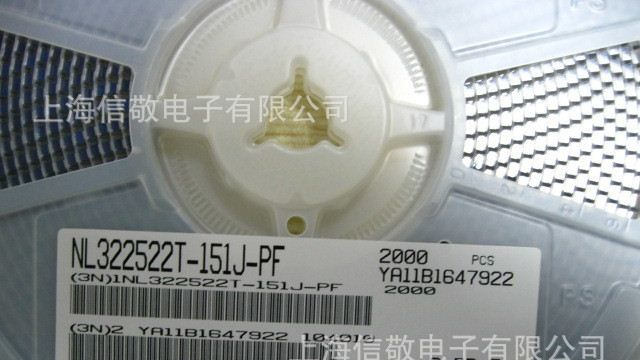 上海信敬电子有限公司
NL322522T-151J-PF 2000 PCS
YA11B1647922
(3N)1NL322522T-151J-PF 2000
(3N)2 YA11B1647922
上海信敬电子有限公司
PS